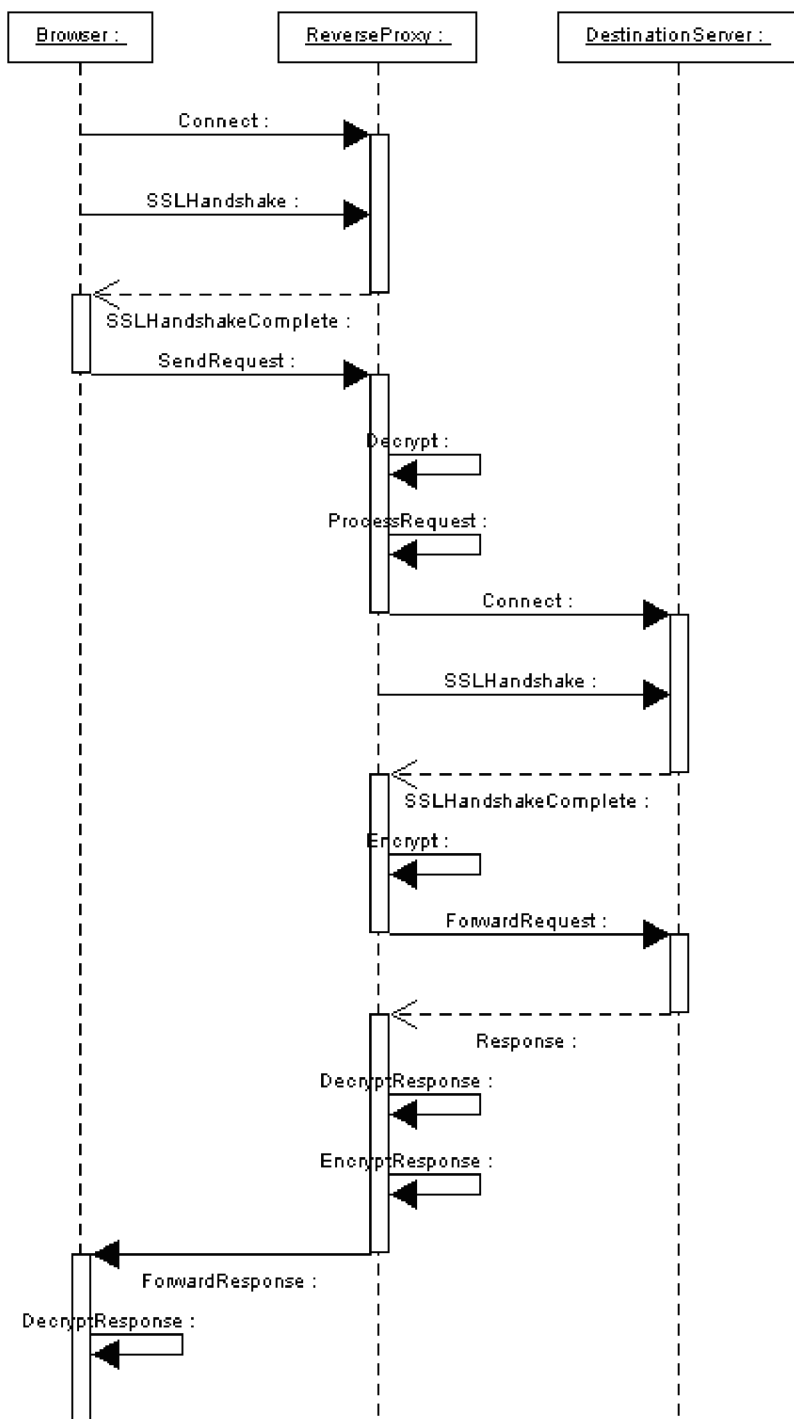 Browser :
ReverseProxy :
DestinationServer :
Connect :
SSLHandshake :
SSLHandshakeComplete :
SendRequest :
Decrypt :
ProcessRequest :
Connect :
SSLHandshake :
SSLHandshakeComplete :
Encrypt :
ForwardRequest :
Response :
DecryptResponse :
EncryptResponse :
ForwardResponse :
DecryptResponse :